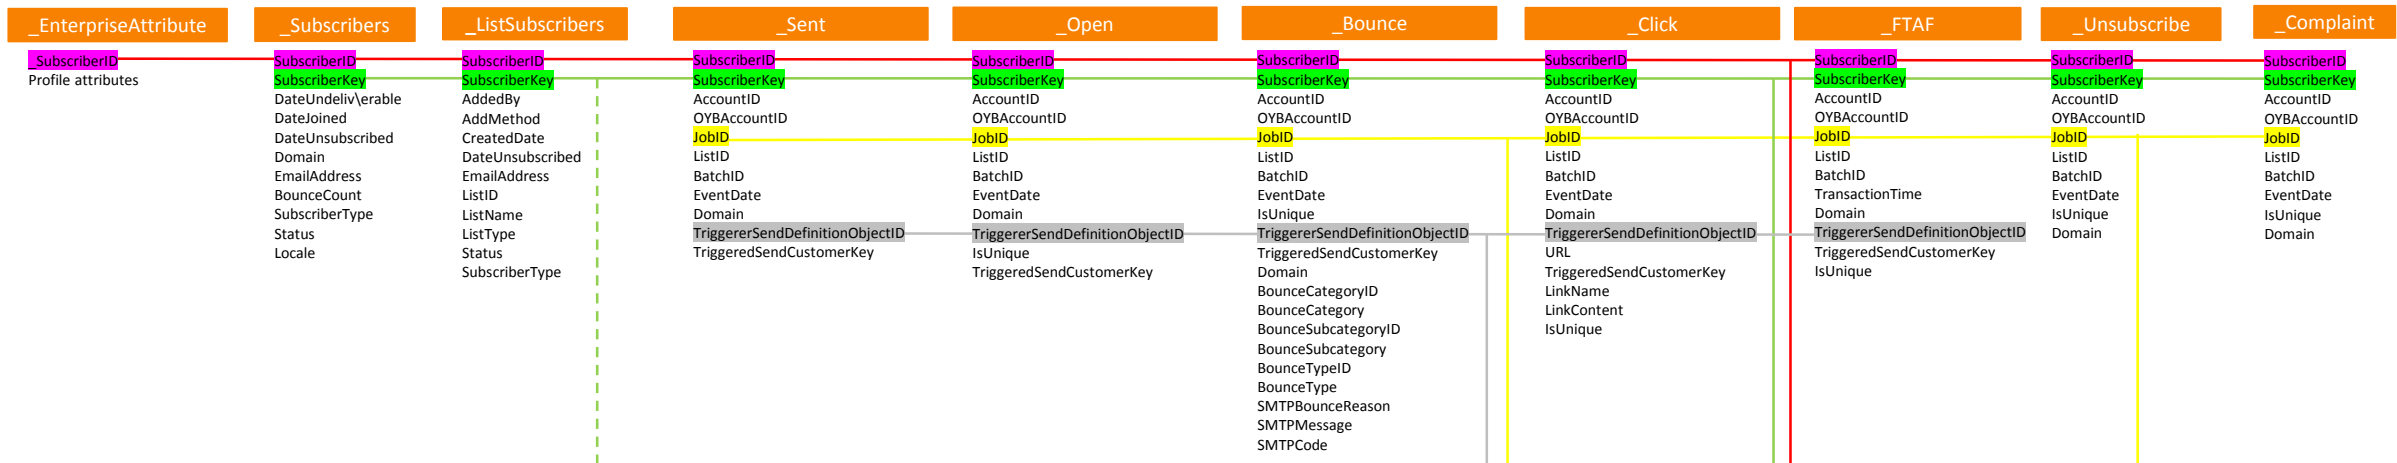 _EnterpriseAttribute
_SubscriberID
Profile attributes
_Subscribers
SubscriberID
SubscriberKey
DateUndeliv\erable
DateJoined
DateUnsubscribed
Domain
EmailAddress
BounceCount
SubscriberType
Status
Locale
_ListSubscribers
SubscriberID
SubscriberKey
AddedBy
AddMethod
CreatedDate
DateUnsubscribed
EmailAddress
ListID
ListName
ListType
Status
SubscriberType
_Sent
SubscriberID
SubscriberKey
AccountID
OYBAccountID
JobID
ListID
BatchID
EventDate
Domain
TriggererSendDefinitionObjectID
TriggeredSendCustomerKey
_Open
SubscriberID
SubscriberKey
AccountID
OYBAccountID
JobID
ListID
BatchID
EventDate
Domain
TriggererSendDefinitionObjectID
IsUnique
TriggeredSendCustomerKey
_Bounce
SubscriberID
SubscriberKey
AccountID
OYBAccountID
JobID
ListID
BatchID
EventDate
IsUnique
TriggererSendDefinitionObjectID
TriggeredSendCustomerKey
Domain
BounceCategoryID
BounceCategory
BounceSubcategoryID
BounceSubcategory
BounceTypeID
BounceType
SMTPBounceReason
SMTPMessage
SMTPCode
_Click
SubscriberID
SubscriberKey
AccountID
OYBAccountID
JobID
ListID
BatchID
EventDate
Domain
TriggererSendDefinitionObjectID
URL
TriggeredSendCustomerKey
LinkName
LinkContent
IsUnique
_FTAF
SubscriberID
SubscriberKey
AccountID
OYBAccountID
JobID
ListID
BatchID
TransactionTime
Domain
TriggererSendDefinitionObjectID
TriggeredSendCustomerKey
IsUnique
_Unsubscribe
SubscriberID
SubscriberKey
AccountID
OYBAccountID
JobID
ListID
BatchID
EventDate
IsUnique
Domain
_Complaint
SubscriberID
SubscriberKey
AccountID
OYBAccountID
JobID
ListID
BatchID
EventDate
IsUnique
Domain